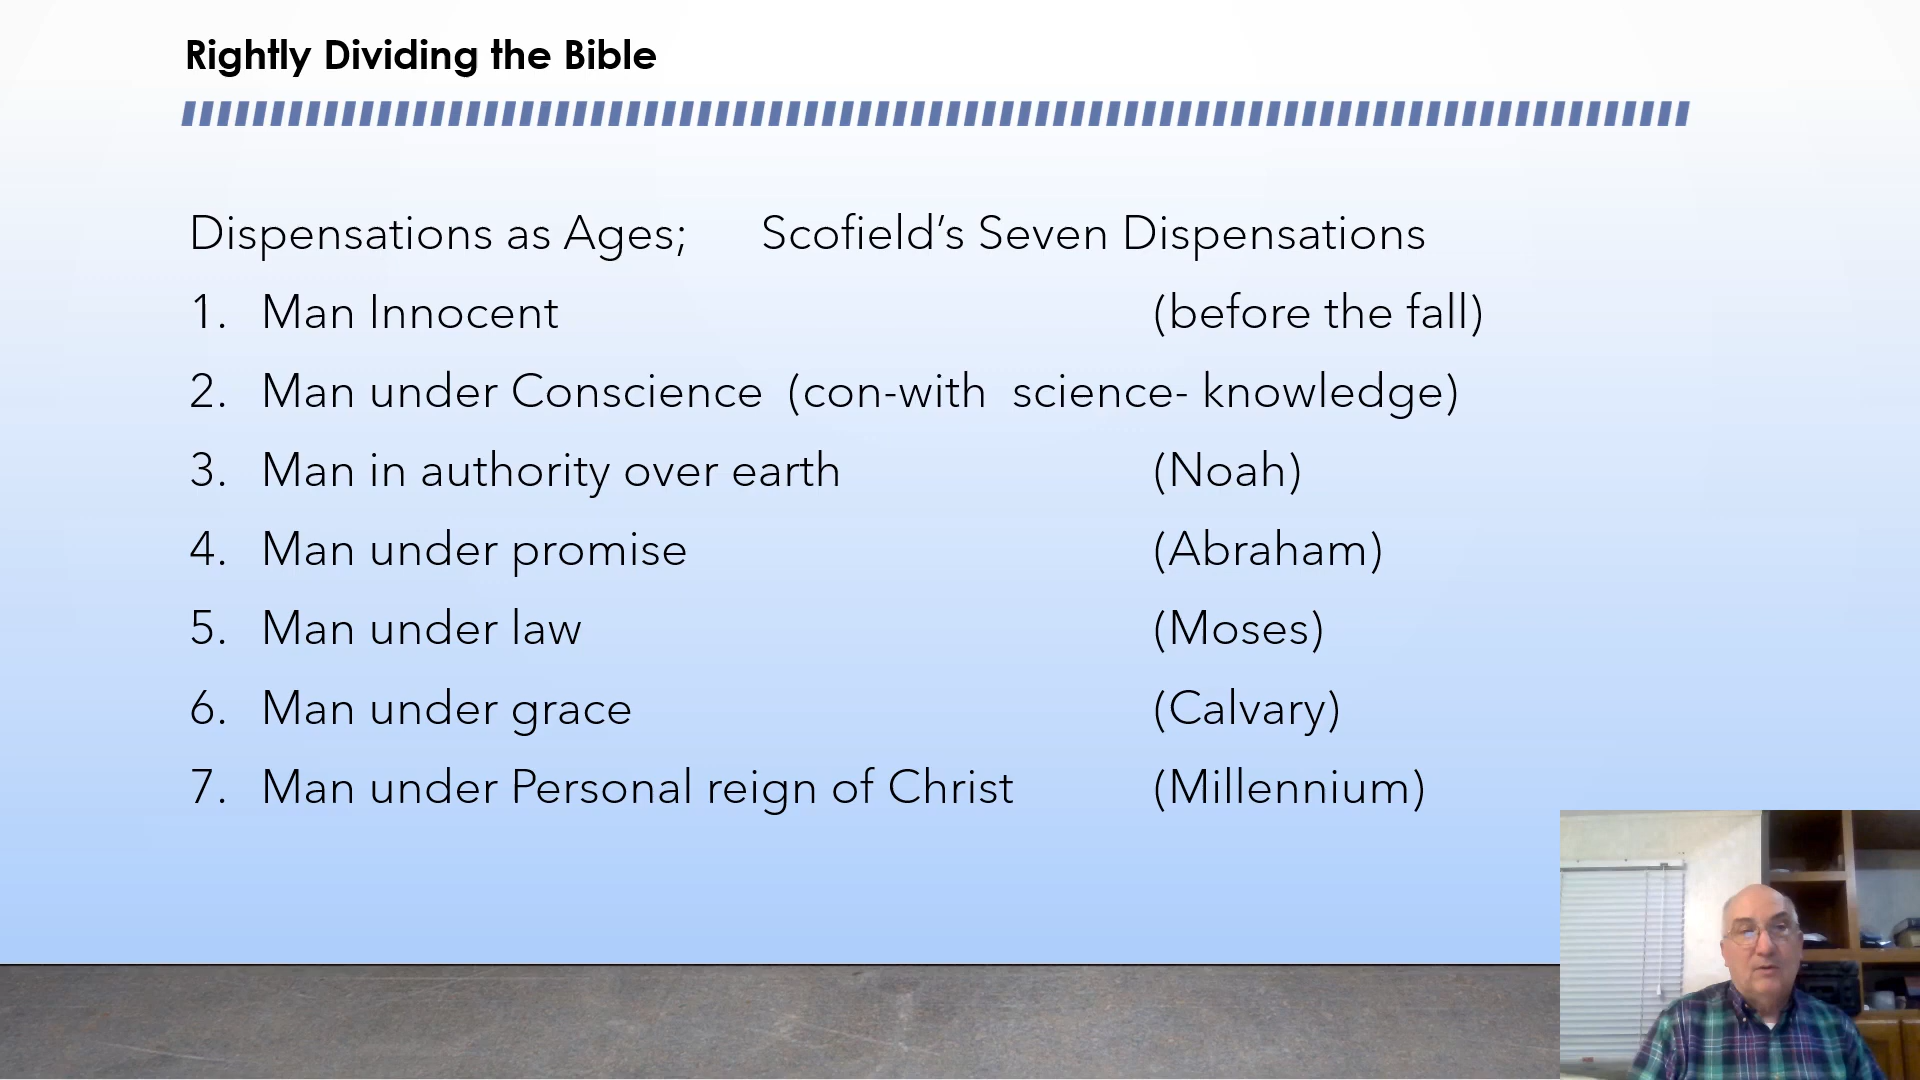 Rightly Dividing the Bible
Dispensations as Ages; Scofield’s Seven Dispensations
1. Man Innocent (before the fall)
2. Man under Conscience (con-with science- knowledge)
3. Man in authority over earth (Noah)
4. Man under promise (Abraham)
5. Man under law (Moses)
6. Man under grace (Calvary)
7. Man under Personal reign of Christ (Millennium)